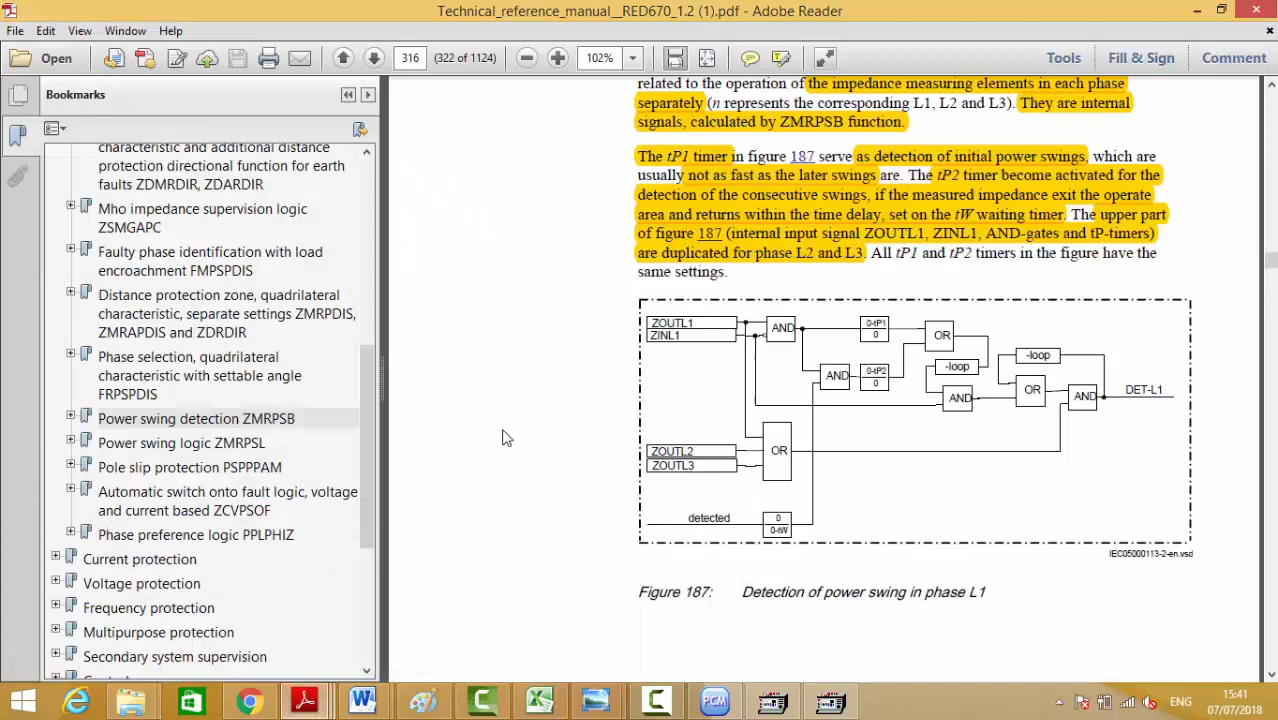 Technical_reference_manual__RED670_1.2 (1).pdf - Adobe Reader
File Edit View Window Help
Open 316 (322 of 1124) 102% Tools Fill & Sign Comment
Bookmarks
characteristic and additional distance
protection directional function for earth
faults ZDMRDIR, ZDARDIR
Mho impedance supervision logic
ZSMGAPC
Faulty phase identification with load
encroachment FMPSPDIS
Distance protection zone, quadrilateral
characteristic, separate settings ZMRPDIS,
ZMRAPDIS and ZDRDIR
Phase selection, quadrilateral
characteristic with settable angle
FRPSPDIS
Power swing detection ZMRPSB
Power swing logic ZMRPSL
Pole slip protection PSPPPAM
Automatic switch onto fault logic, voltage
and current based ZCVPSOF
Phase preference logic PPLPHIZ
Current protection
Voltage protection
Frequency protection
Multipurpose protection
Secondary system supervision
related to the operation of the impedance measuring elements in each phase
separately (n represents the corresponding L1, L2 and L3). They are internal
signals, calculated by ZMRPSB function.
The tP1 timer in figure 187 serve as detection of initial power swings, which are
usually not as fast as the later swings are. The tP2 timer become activated for the
detection of the consecutive swings, if the measured impedance exit the operate
area and returns within the time delay, set on the tW waiting timer. The upper part
of figure 187 (internal input signal ZOUTL1, ZINL1, AND-gates and tP-timers)
are duplicated for phase L2 and L3. All tP1 and tP2 timers in the figure have the
same settings.
ZOUTL1
ZINL1
AND
0-tP1
0
OR
-loop
-loop
AND
0-tP2
0
AND
OR
AND
DET-L1
ZOUTL2
ZOUTL3
OR
detected
0
0-tW
IEC05000113-2-en.vsd
Figure 187: Detection of power swing in phase L1
PCM
ENG
15:41
07/07/2018